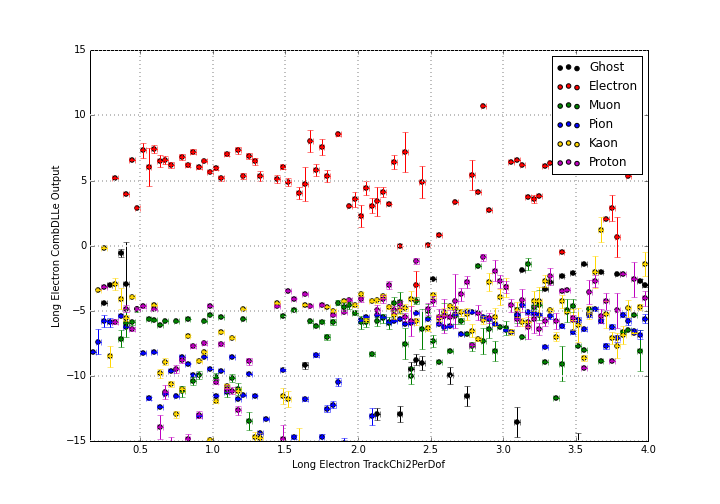 15
10
5
0
−5
−10
−15
0.5
1.0
1.5
2.0
2.5
3.0
3.5
4.0
Long Electron CombDLLe Output
Long Electron TrackChi2PerDof
Ghost
Electron
Muon
Pion
Kaon
Proton